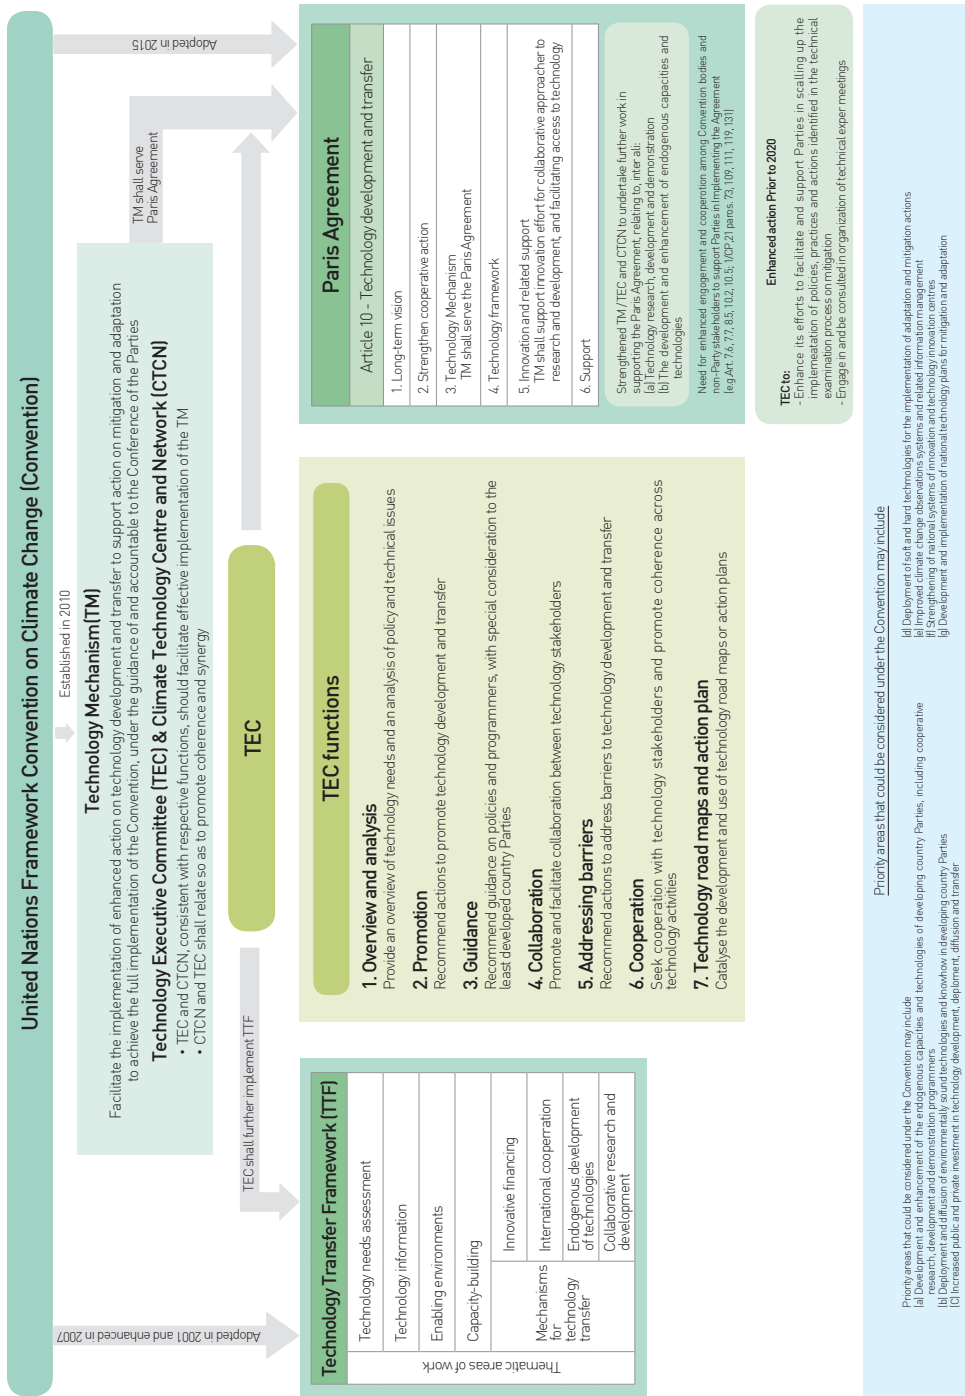 United Nations Framework Convention on Climate Change (Convention)
Adopted in 2001 and enhanced in 2007
Established in 2010
Adopted in 2015
Technology Mechanism(TM)
Facilitate the implementation of enhanced action on technology development and transfer to support action on mitigation and adaptation
to achieve the full implementation of the Convention, under the guidance of and accountable to the Conference of the Parties
Technology Executive Committee (TEC) & Climate Technology Centre and Network (CTCN)
• TEC and CTCN, consistent with respective functions, should facilitate effective implementation of the TM
• CTCN and TEC shall relate so as to promote coherence and synergy
TM shall serve
Paris Agreement
TEC shall further implement TTF
TEC
Technology Transfer Framework (TTF)
Thematic areas of work
Technology needs assessment
Technology information
Enabling environments
Capacity-building
Mechanisms
for
technology
transfer
Innovative financing
International cooperration
Endogenous development
of technologies
Collaborative research and
development
TEC functions
1. Overview and analysis
Provide an overview of technology needs and an analysis of policy and technical issues
2. Promotion
Recommend actions to promote technology development and transfer
3. Guidance
Recommend guidance on policies and programmers, with special consideration to the
least developed country Parties
4. Collaboration
Promote and facilitate collaboration between technology stakeholders
5. Addressing barriers
Recommend actions to address barriers to technology development and transfer
6. Cooperation
Seek cooperation with technology stakeholders and promote coherence across
technology activities
7. Technology road maps and action plan
Catalyse the development and use of technology road maps or action plans
Paris Agreement
Article 10 - Technology development and transfer
1. Long-term vision
2. Strengthen cooperative action
3. Technology Mechanism
TM shall serve the Paris Agreement
4. Technology framework
5. Innovation and related support
TM shall support innovation effort for collaborative approacher to
research and development, and facilitating access to technology
6. Support
Strengthened TM / TEC and CTCN to undertake further work in
supporting the Paris Agreement, relating to, inter ali:
(a) Technology research, development and demonstration
(b) The development and enhancement of endogenous capacities and
technologies
Need for enhanced engogement and cooperotion among Convention bodies and
non-Party stakeholders to support Parties in Implementing the Agreement
(e.g Art. 7.6, 7.7, 8.5, 10.2, 10.5; 1/CP,21 paros. 73, 109, 111, 119, 131)
Enhanced action Prior to 2020
TEC to:
- Enhance its efforts to facilitate and support Parties in scalling up the
implemeatation of policies, practices and actions identified in the technical
examination process on mitigation
- Engage in and be consulted in organization of technical exper meetings
Priority areas that could be considered under the Convention may include
Priority areas that could be considered under the Convention may include
(a) Development and enhancement of the endogenous capacities and technologies of developing country Parties, including cooperative
research, development and demonstration programmers
(b) Deployment and diffusion of environmentally sound technologies and knowhow in developing country Parties
(C) Increased public and private investment in technology development, deploment, diffusion and transfer
(d) Deployment of soft and hard technologies for the implementation of adaptation and mitigation actions
(e) Improved climate change observations systems and related information management
(f) Strengthening of national systems of innovation and technology innovation centres
(g) Development and implementation of national technology plans for mitigation and adaptation